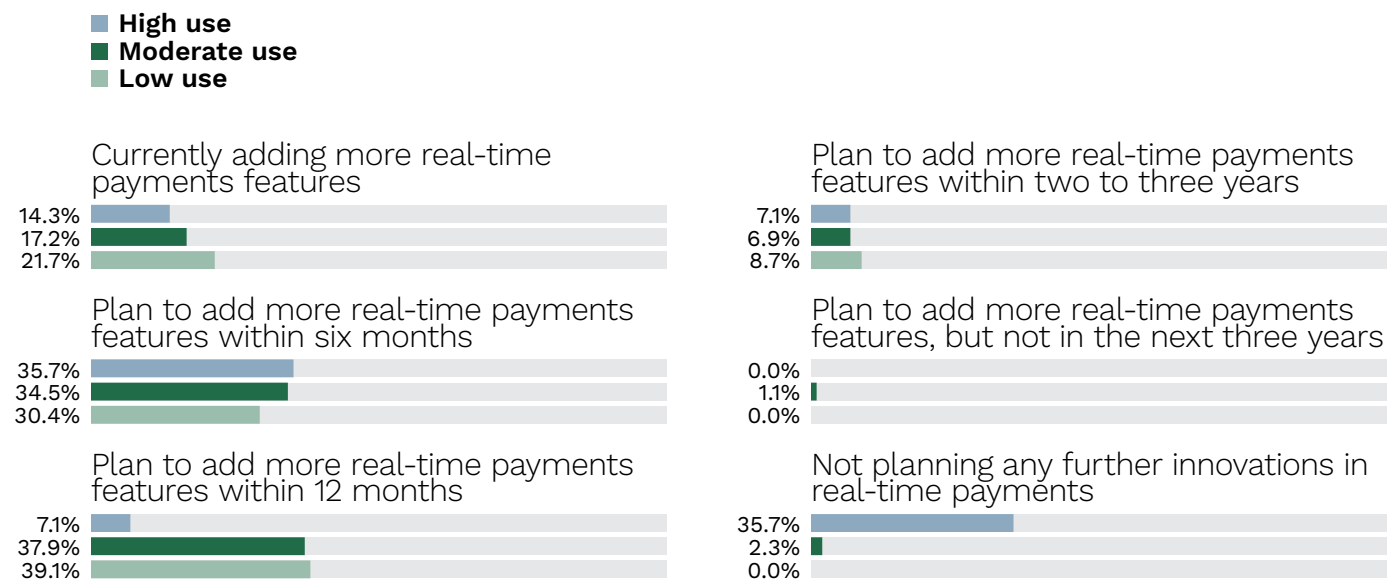 High use
Moderate use
Low use
Currently adding more real-time
payments features
14.3%
17.2%
21.7%
Plan to add more real-time payments
features within six months
35.7%
34.5%
30.4%
Plan to add more real-time payments
features within 12 months
7.1%
37.9%
39.1%
Plan to add more real-time payments
features within two to three years
7.1%
6.9%
8.7%
Plan to add more real-time payments
features, but not in the next three years
0.0%
1.1%
0.0%
Not planning any further innovations in
real-time payments
35.7%
2.3%
0.0%